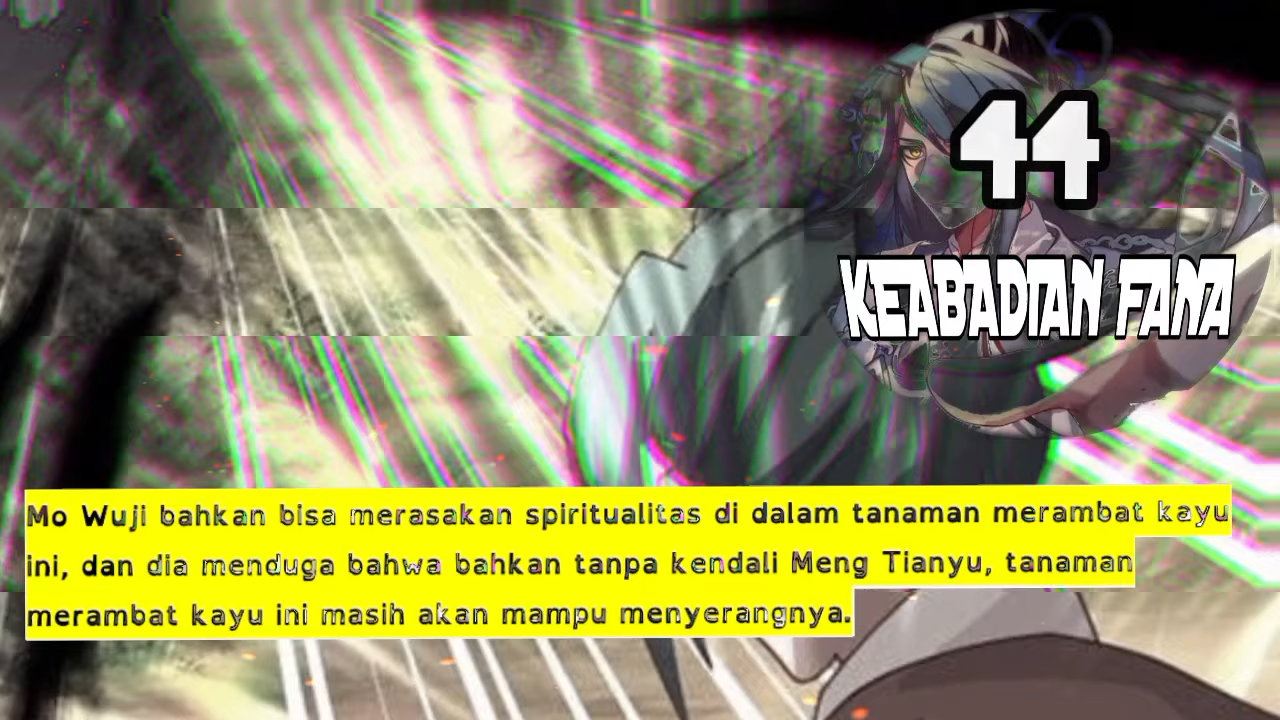 44
KEABADIAN FANA
Mo Wuji bahkan bisa merasakan spiritualitas di dalam tanaman merambat kayu
ini, dan dia menduga bahwa bahkan tanpa kendali Meng Tianyu, tanaman
merambat kayu ini masih akan mampu menyerangnya.